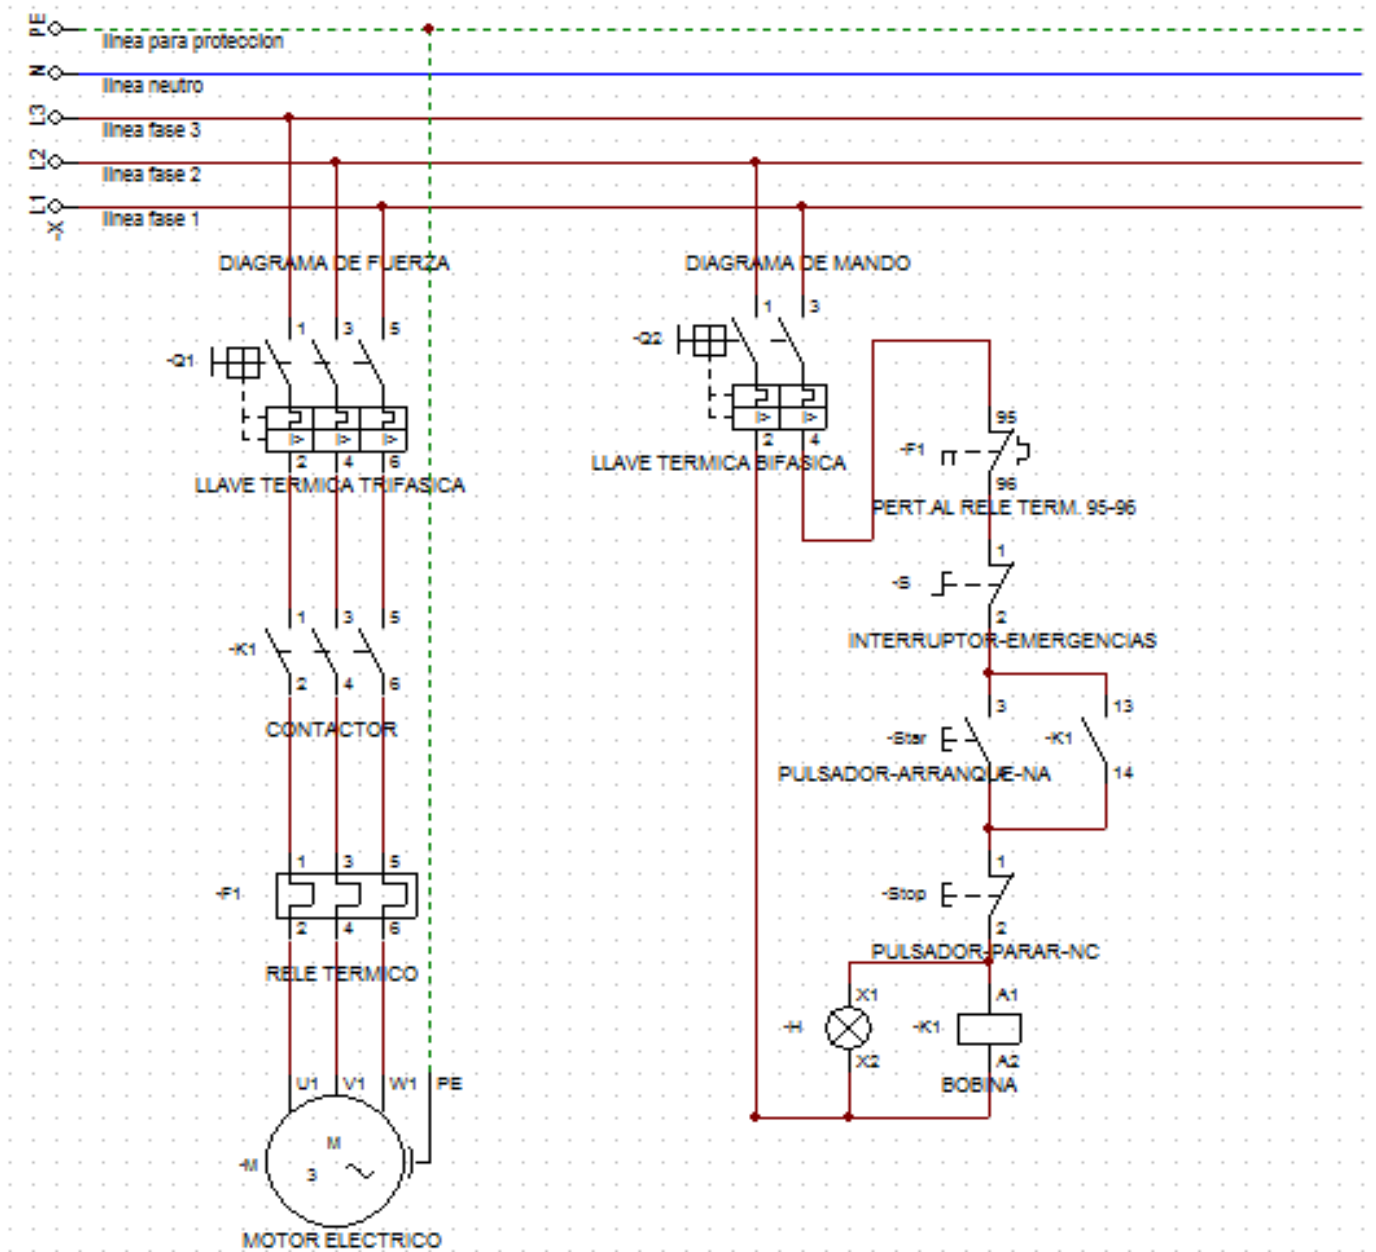 PE
linea para proteccion
N
linea neutro
L3
linea fase 3
L2
linea fase 2
L1
linea fase 1
-X
DIAGRAMA DE FUERZA
DIAGRAMA DE MANDO
1 3
-Q2
1 3 5
-Q1
I> I>
2 4
I> I> I>
2 4 6
LLAVE TERMICA BIFASICA
LLAVE TERMICA TRIFASICA
95
-F1
96
PERT.AL RELE TERM. 95-96
1
-S
2
INTERRUPTOR-EMERGENCIAS
1 3 5
-K1
2 4 6
CONTACTOR
3 13
-Star -K1
PULSADOR-ARRANQUE-NA
14
1
-Stop
2
PULSADOR-PARAR-NC
1 3 5
-F1
2 4 6
RELE TERMICO
X1 A1
-H -K1
X2 A2
BOBINA
U1 V1 W1 PE
M
-M 3
MOTOR ELECTRICO